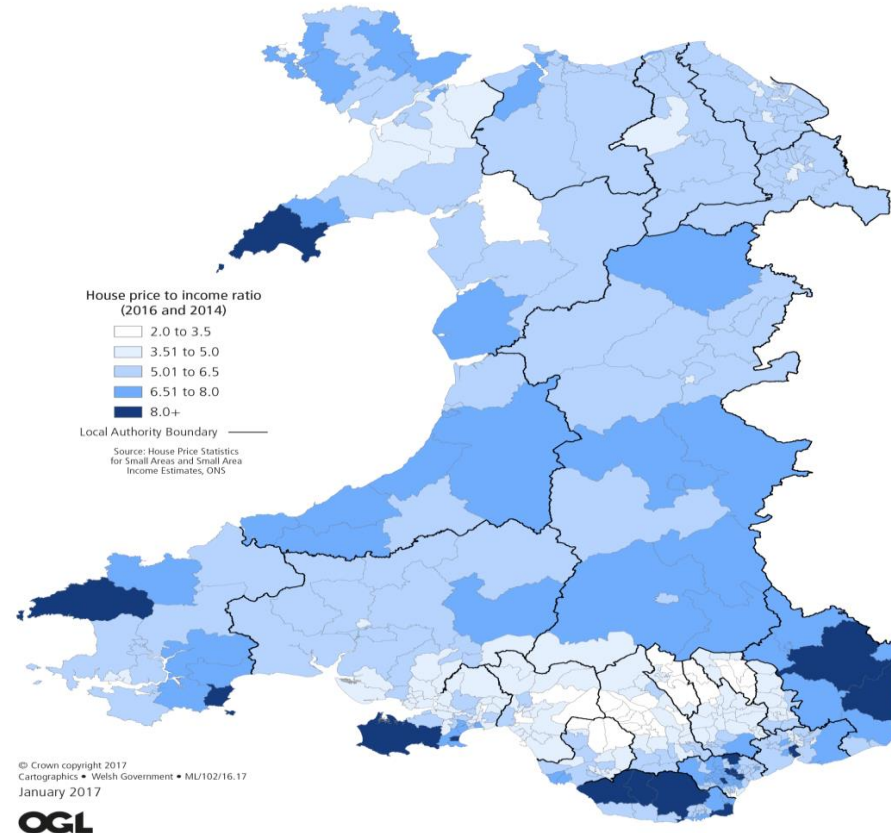 House price to income ratio
(2016 and 2014)
2.0 to 3.5
3.51 to 5.0
5.01 to 6.5
6.51 to 8.0
8.0+
Local Authority Boundary
Source: House Price Statistics
for Small Areas and Small Area
Income Estimates, ONS
© Crown copyright 2017
Cartographics • Welsh Government • ML/102/16.17
January 2017
OGL